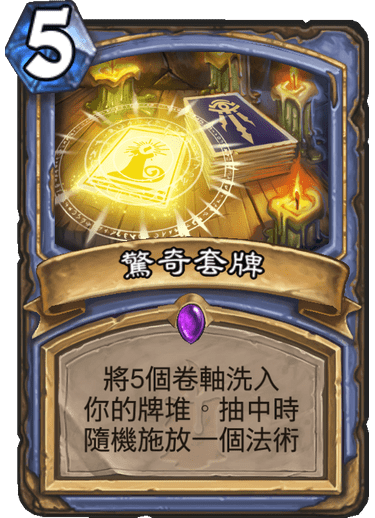 5
驚奇套牌
將5個卷軸洗入
你的牌堆。抽中時
隨機施放一個法術